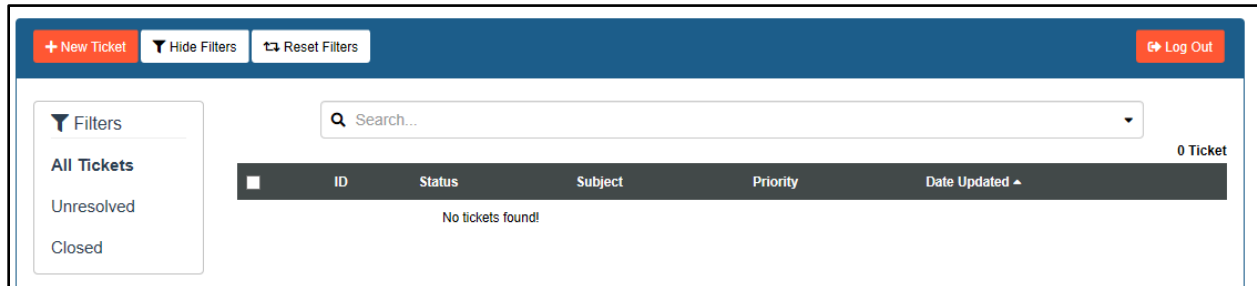 New Ticket Hide Filters Reset Filters Log Out
Filters
Search...
All Tickets
0 Ticket
ID Status Subject Priority Date Updated
Unresolved
No tickets found!
Closed